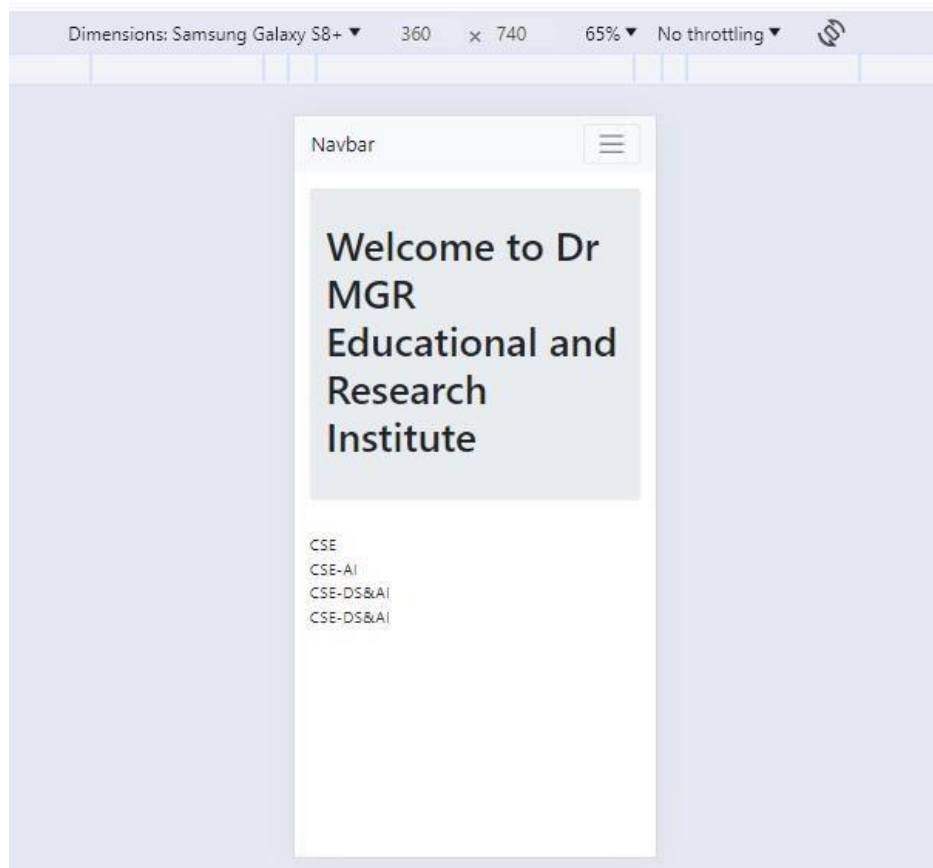 Dimensions: Samsung Galaxy S8+ ▼ 360 × 740 65% ▼ No throttling ▼
Navbar
Welcome to Dr
MGR
Educational and
Research
Institute
CSE
CSE-AI
CSE-DS&AI
CSE-DS&AI